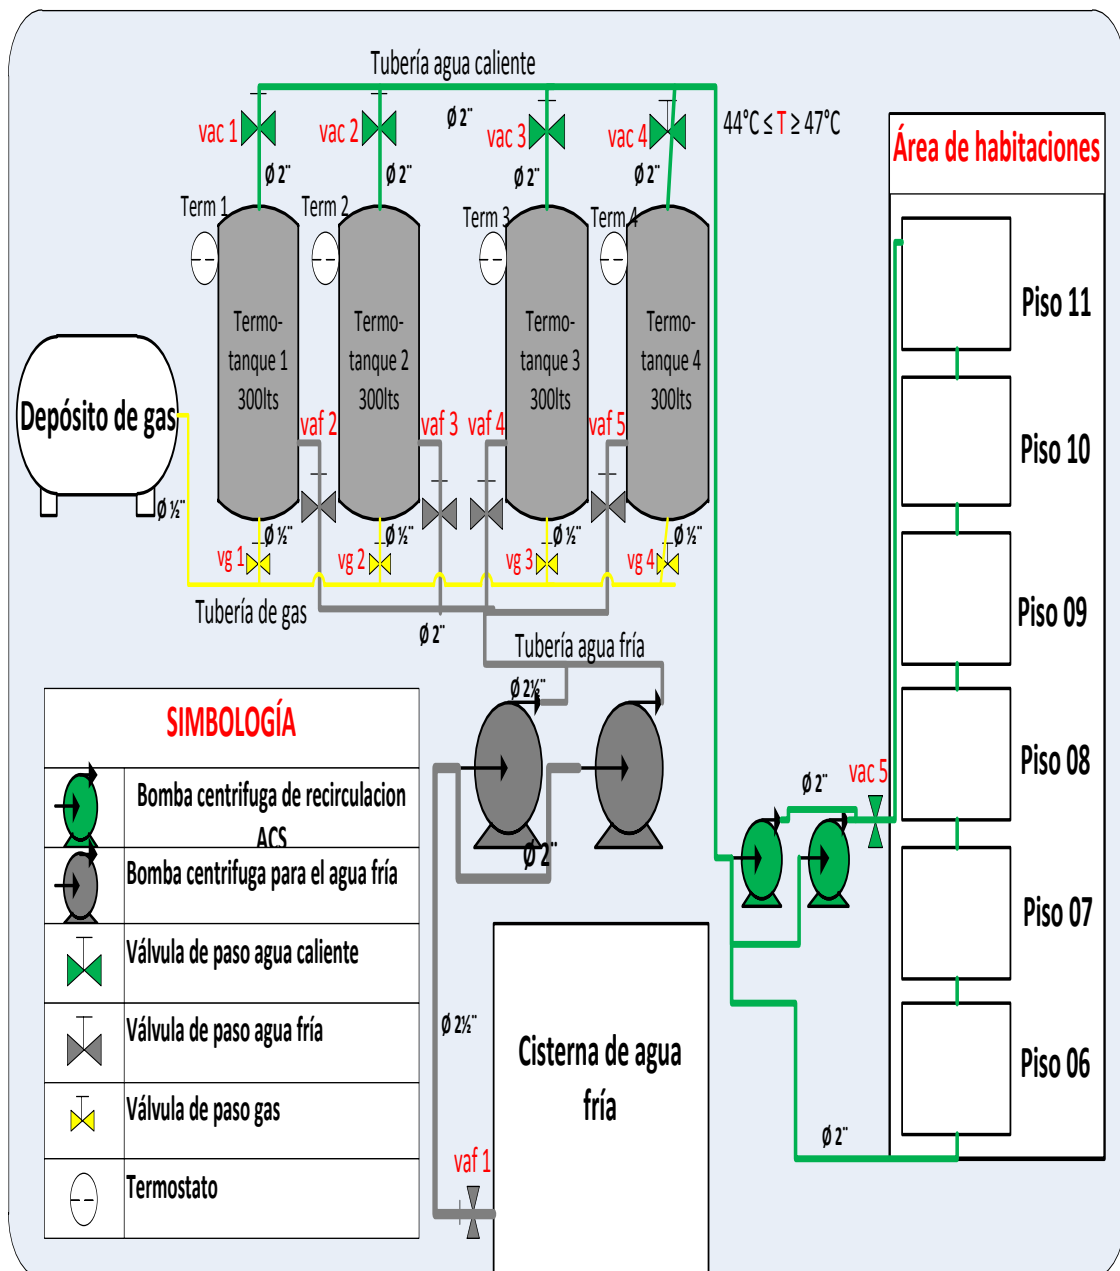 Tubería agua caliente
vac 1
vac 2
Ø 2¨
vac 3
vac 4
44°C ≤ T ≥ 47°C
Ø 2¨
Ø 2¨
Ø 2¨
Ø 2¨
Term 1
Term 2
Term 3
Term 4
Termo-
tanque 1
300lts
Termo-
tanque 2
300lts
Termo-
tanque 3
300lts
Termo-
tanque 4
300lts
Depósito de gas
Ø ½¨
vaf 2
vaf 3
vaf 4
vaf 5
Ø ½¨
Ø ½¨
Ø ½¨
Ø ½¨
vg 1
vg 2
vg 3
vg 4
Tubería de gas
Ø 2¨
Tubería agua fría
Ø 2½¨
Ø 2¨
Ø 2½¨
vaf 1
Cisterna de agua
fría
Ø 2¨
vac 5
Ø 2¨
Área de habitaciones
Piso 11
Piso 10
Piso 09
Piso 08
Piso 07
Piso 06
SIMBOLOGÍA
Bomba centrifuga de recirculacion
ACS
Bomba centrifuga para el agua fría
Válvula de paso agua caliente
Válvula de paso agua fría
Válvula de paso gas
Termostato